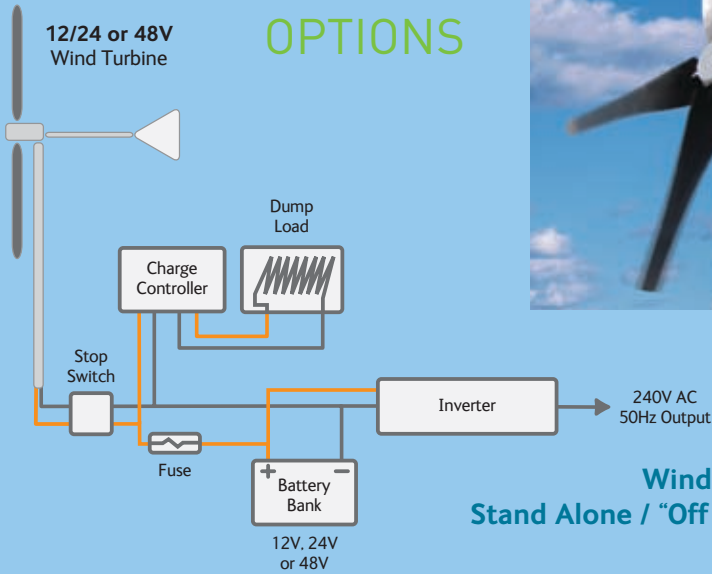 OPTIONS
12/24 or 48V
Wind Turbine
Dump
Load
Charge
Controller
Stop
Switch
Inverter
240V AC
50Hz Output
Fuse
+ −
Battery
Bank
12V, 24V
or 48V
Wind
Stand Alone / “Off